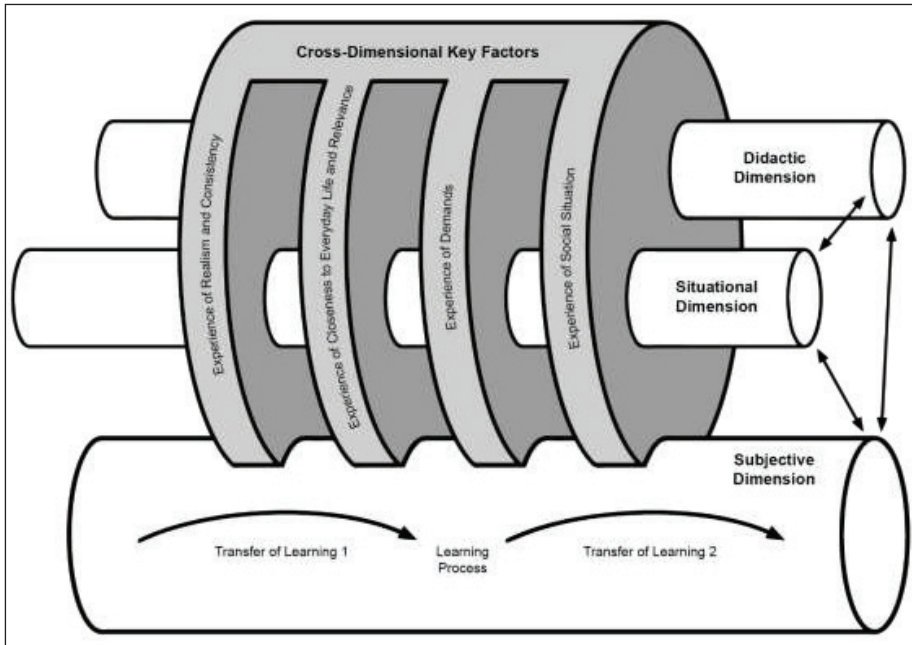 Cross-Dimensional Key Factors
Experience of Realism and Consistency
Experience of Closeness to Everyday Life and Relevance
Experience of Demands
Experience of Social Situation
Didactic
Dimension
Situational
Dimension
Subjective
Dimension
Transfer of Learning 1
Learning
Process
Transfer of Learning 2